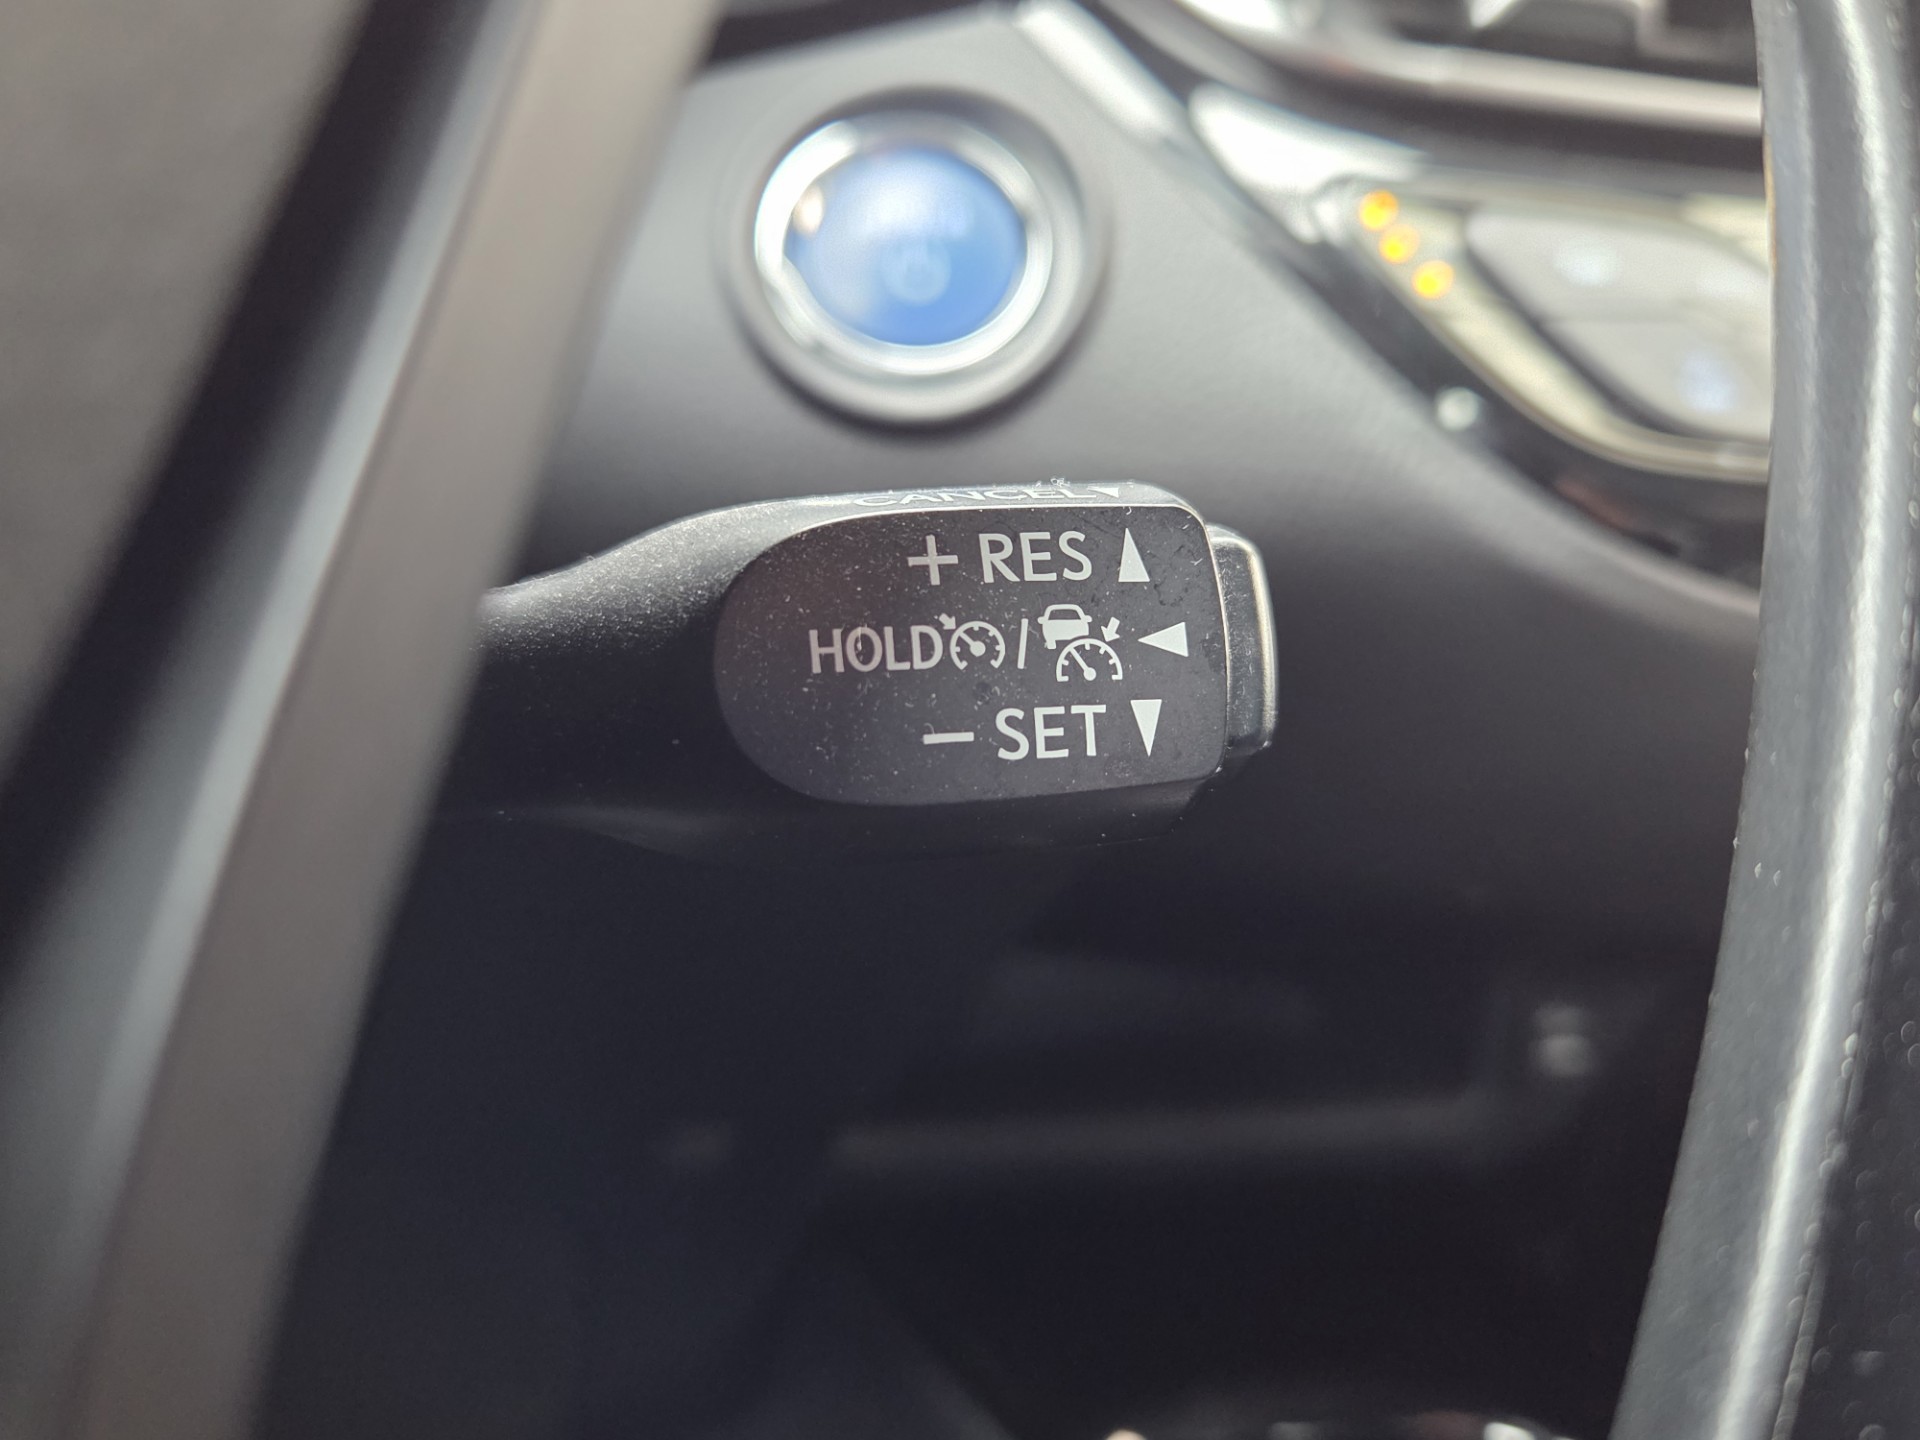 CANCEL▼
+ RES ▲
HOLD / ◀
− SET ▼